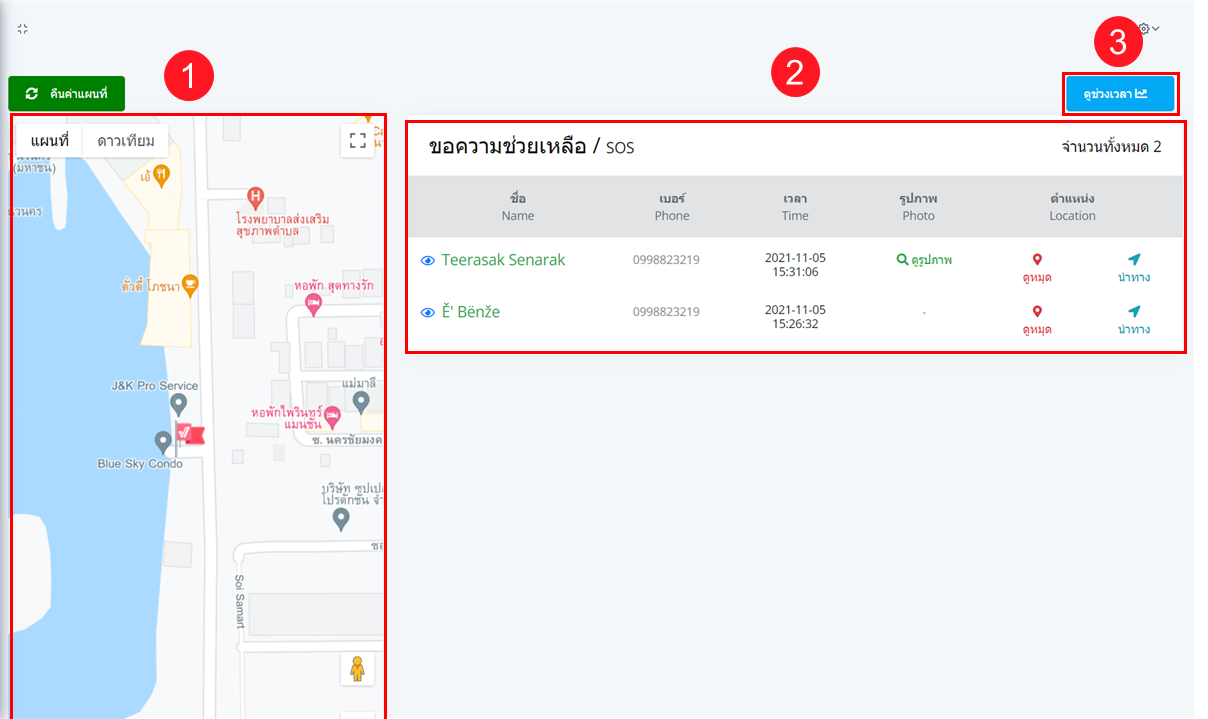 1
2
3
คืนค่าแผนที่
ดูช่วงเวลา
แผนที่
ดาวเทียม
(มหาชน)
เอ้
โรงพยาบาลส่งเสริม
สุขภาพตำบล
ตั๋วตี๋ โภชนา
หอพัก สุดทางรัก
J&K Pro Service
แม่มาลี
หอพักไพรินทร์
แมนชั่น
ซ. นครชัยมงค
Blue Sky Condo
บริษัท ซุปเป
โปรดักชั่น จำ
ซอ
Soi Samart
ขอความช่วยเหลือ / SOS
จำนวนทั้งหมด 2
ชื่อ เบอร์ เวลา รูปภาพ ตำแหน่ง
Name Phone Time Photo Location
Teerasak Senarak 0998823219 2021-11-05 15:31:06 ดูรูปภาพ ดูหมุด นำทาง
Ě' Bënže 0998823219 2021-11-05 15:26:32 - ดูหมุด นำทาง